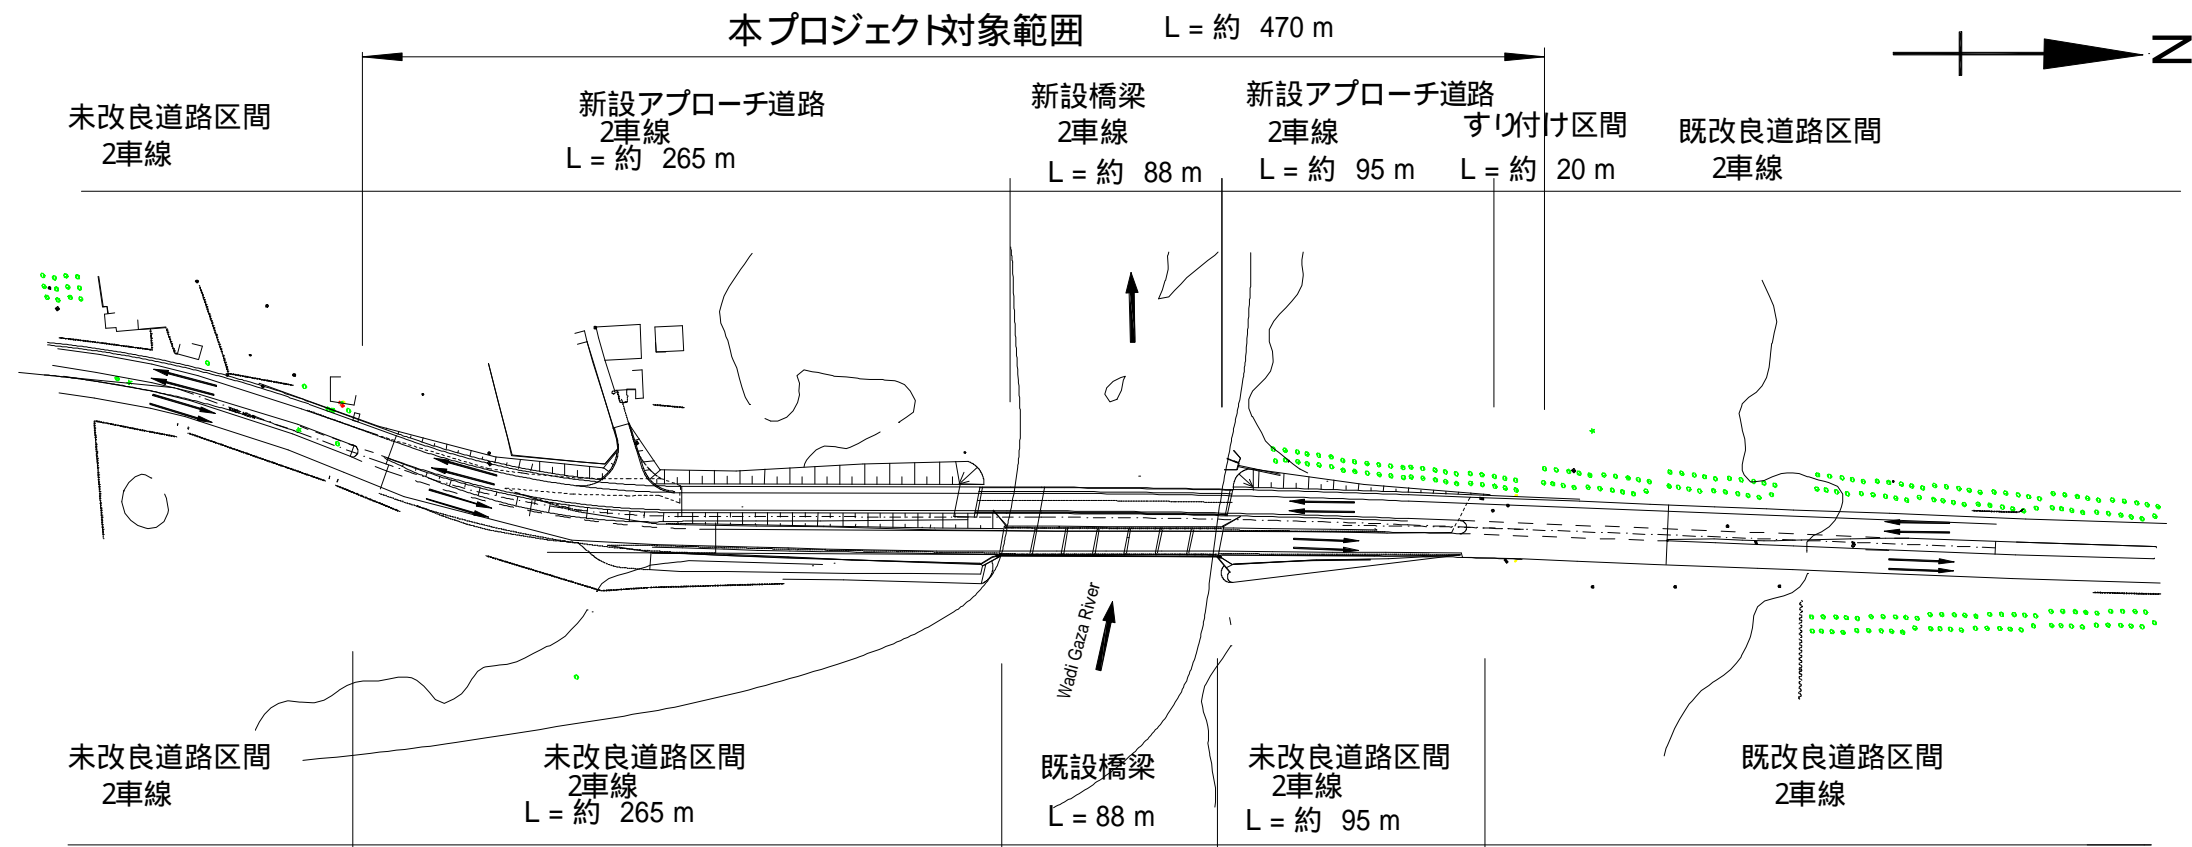 本プロジェクト対象範囲 L = 約 470 m
N
未改良道路区間
2車線
新設アプローチ道路
2車線
L = 約 265 m
新設橋梁
2車線
L = 約 88 m
新設アプローチ道路
2車線
L = 約 95 m
すり付け区間
L = 約 20 m
既改良道路区間
2車線
Wadi Gaza River
未改良道路区間
2車線
未改良道路区間
2車線
L = 約 265 m
既設橋梁
L = 88 m
未改良道路区間
2車線
L = 約 95 m
既改良道路区間
2車線